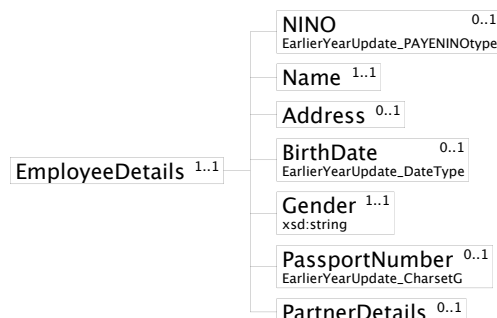 NINO 0..1
EarlierYearUpdate_PAYENINOtype
Name 1..1
Address 0..1
EmployeeDetails 1..1
BirthDate 0..1
EarlierYearUpdate_DateType
Gender 1..1
xsd:string
PassportNumber 0..1
EarlierYearUpdate_CharsetG
PartnerDetails 0..1